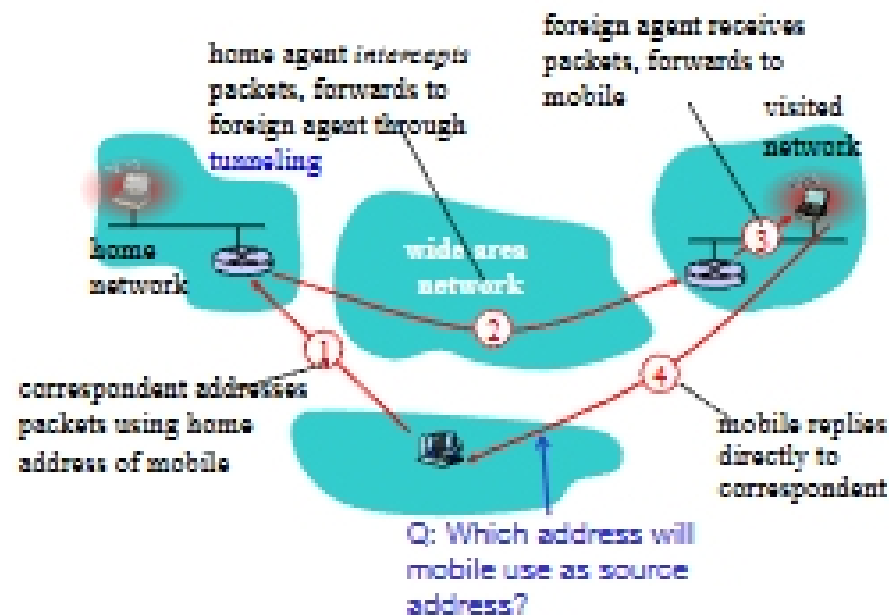 home agent intercepts
packets, forwards to
foreign agent through
tunneling
foreign agent receives
packets, forwards to
mobile
visited
network
home
network
wide area
network
3
2
1
4
correspondent addresses
packets using home
address of mobile
mobile replies
directly to
correspondent
Q: Which address will
mobile use as source
address?